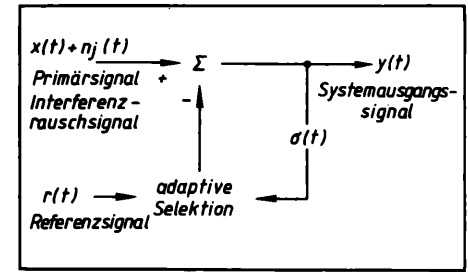 x(t)+nj(t)
Primärsignal
Interferenz-
rauschsignal
+
Σ
-
y(t)
Systemausgangs-
signal
σ(t)
r(t)
Referenzsignal
adaptive
Selektion